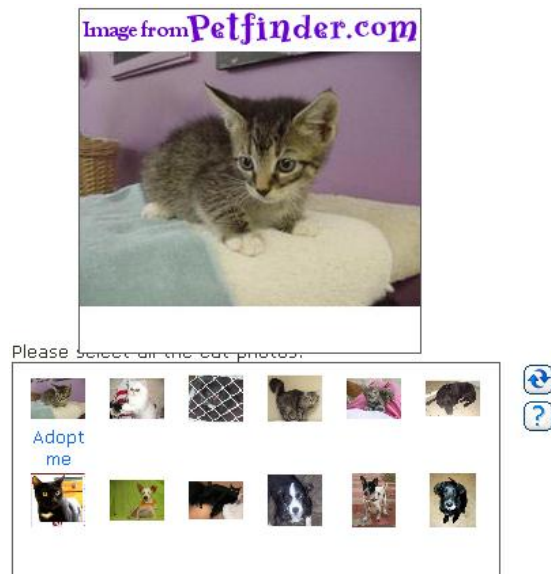 Image from Petfinder.com
Please select all the cat photos:
Adopt
me
?